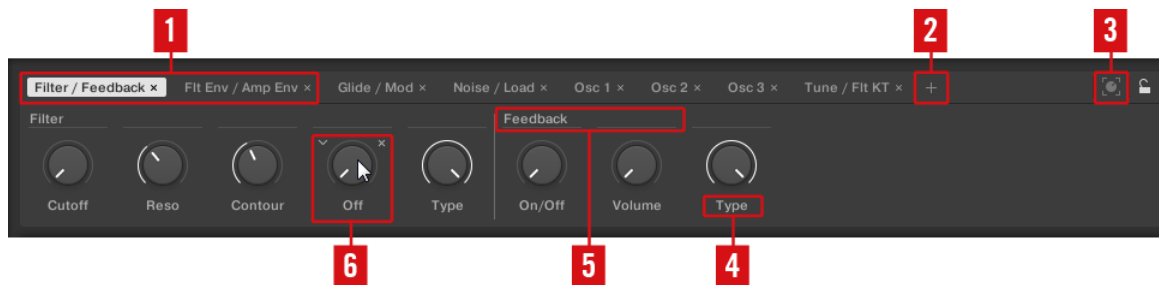 1 2 3
Filter / Feedback × Flt Env / Amp Env × Glide / Mod × Noise / Load × Osc 1 × Osc 2 × Osc 3 × Tune / Flt KT × +
Filter Feedback
Cutoff Reso Contour Off Type On/Off Volume Type
6 5 4